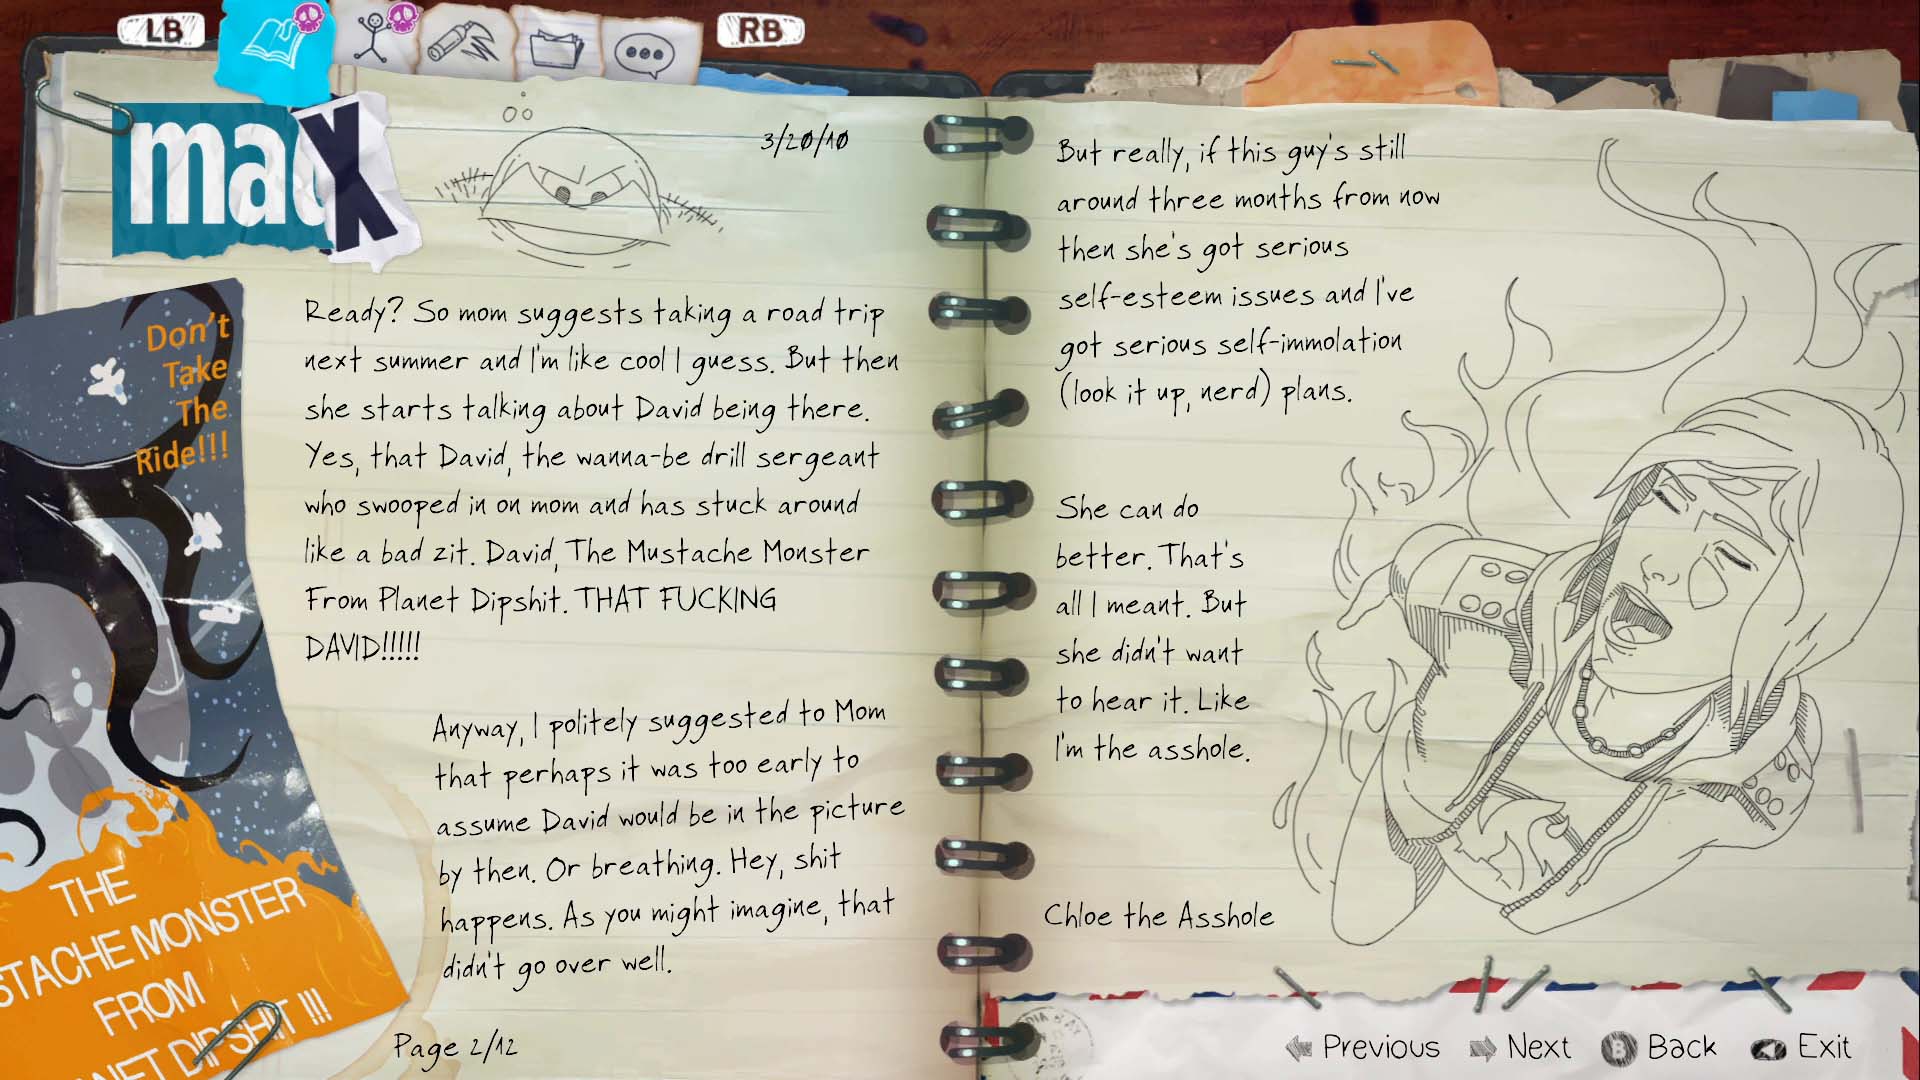 LB
RB
maX
3/20/10
Don't
Take
The
Ride!!!
Ready? So mom suggests taking a road trip
next summer and I'm like cool I guess. But then
she starts talking about David being there.
Yes, that David, the wanna-be drill sergeant
who swooped in on mom and has stuck around
like a bad zit. David, The Mustache Monster
From Planet Dipshit. THAT FUCKING
DAVID!!!!!
Anyway, I politely suggested to Mom
that perhaps it was too early to
assume David would be in the picture
by then. Or breathing. Hey, shit
happens. As you might imagine, that
didn't go over well.
THE
STACHE MONSTER
FROM
NET DIPSHIT !!!
Page 2/12
But really, if this guy's still
around three months from now
then she's got serious
self-esteem issues and I've
got serious self-immolation
(look it up, nerd) plans.
She can do
better. That's
all I meant. But
she didn't want
to hear it. Like
I'm the asshole.
Chloe the Asshole
Previous
Next
B Back
Exit